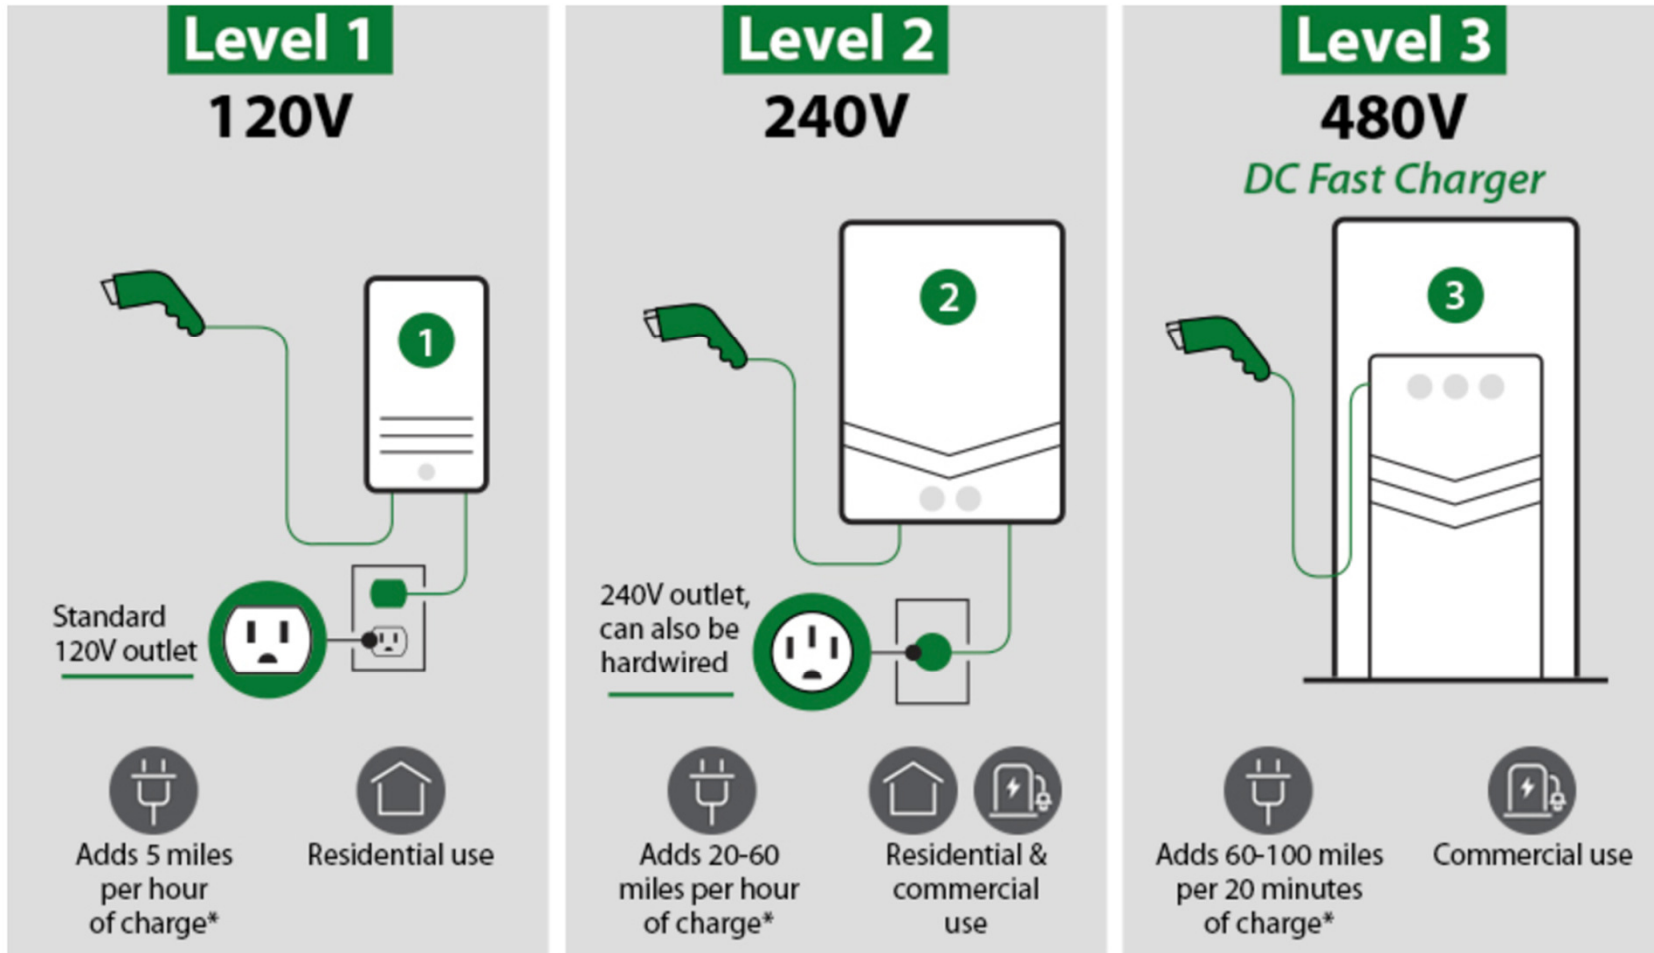 Level 1
120V
1
Standard
120V outlet
Adds 5 miles
per hour
of charge*
Residential use
Level 2
240V
2
240V outlet,
can also be
hardwired
Adds 20-60
miles per hour
of charge*
Residential &
commercial
use
Level 3
480V
DC Fast Charger
3
Adds 60-100 miles
per 20 minutes
of charge*
Commercial use